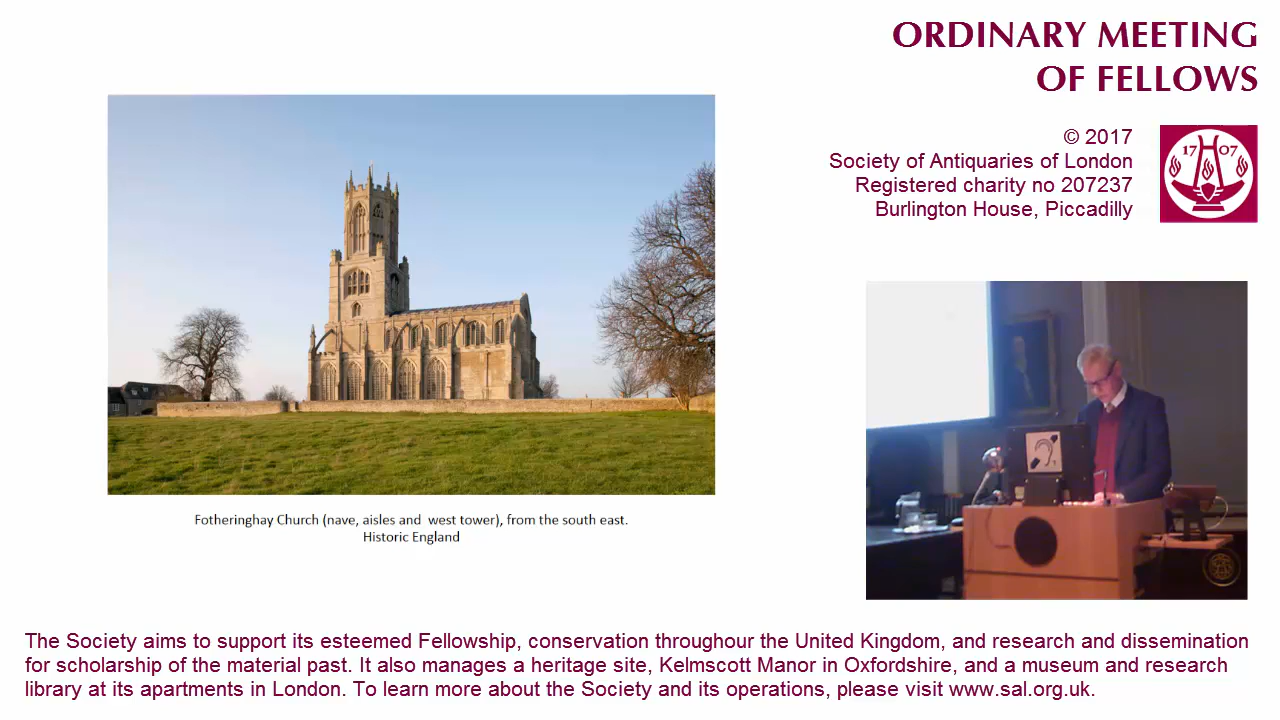 ORDINARY MEETING
OF FELLOWS
© 2017
Society of Antiquaries of London
Registered charity no 207237
Burlington House, Piccadilly
17 07
Fotheringhay Church (nave, aisles and west tower), from the south east.
Historic England
The Society aims to support its esteemed Fellowship, conservation throughour the United Kingdom, and research and dissemination
for scholarship of the material past. It also manages a heritage site, Kelmscott Manor in Oxfordshire, and a museum and research
library at its apartments in London. To learn more about the Society and its operations, please visit www.sal.org.uk.